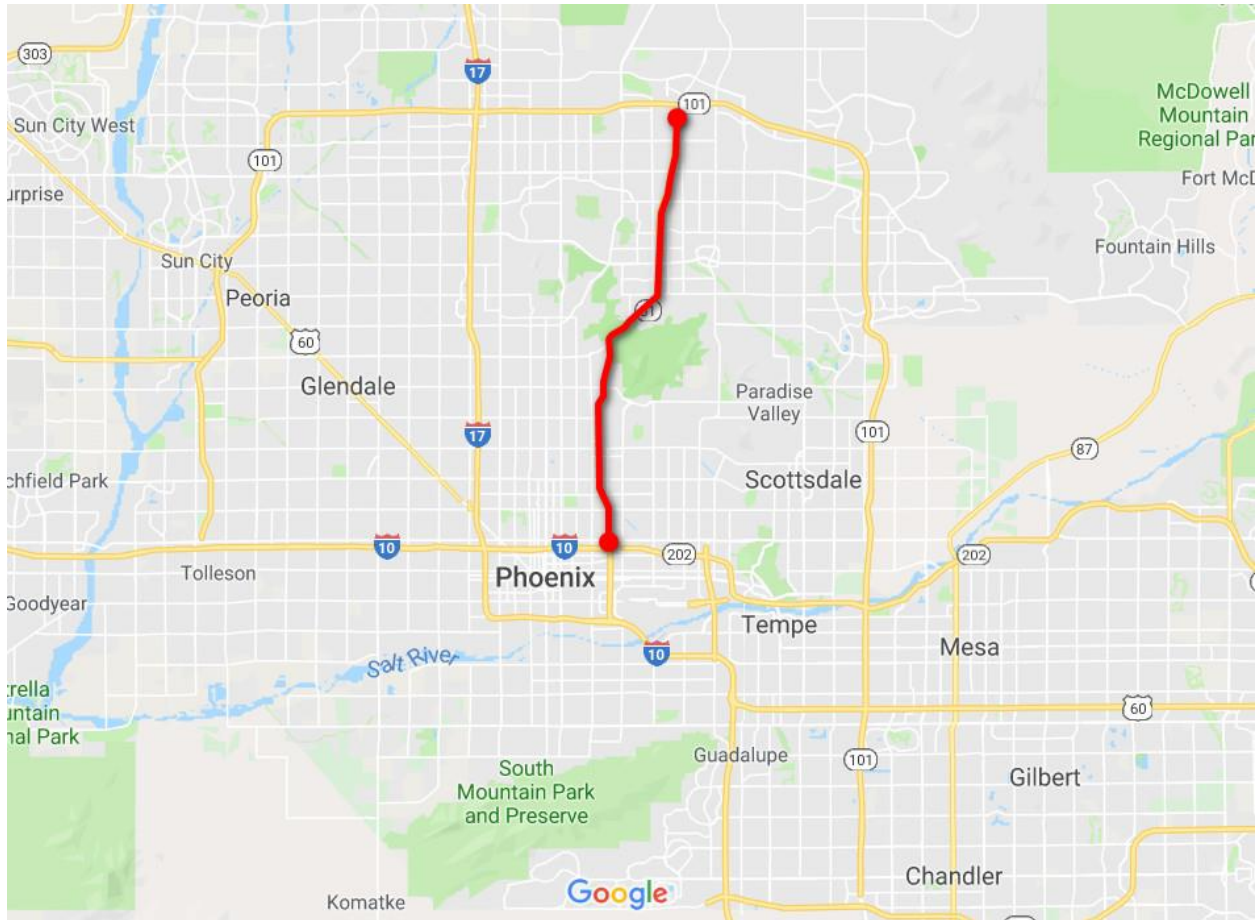 303
17
101
McDowell
Mountain
Regional Par
Sun City West
101
Fort McD
urprise
Fountain Hills
Sun City
Peoria
51
60
Glendale
Paradise
Valley
17
101
87
Scottsdale
chfield Park
10
10
202
202
Tolleson
Phoenix
Goodyear
Tempe
Mesa
10
Salt River
trella
untain
nal Park
60
Guadalupe
101
South
Mountain Park
and Preserve
Gilbert
Chandler
Komatke
Google